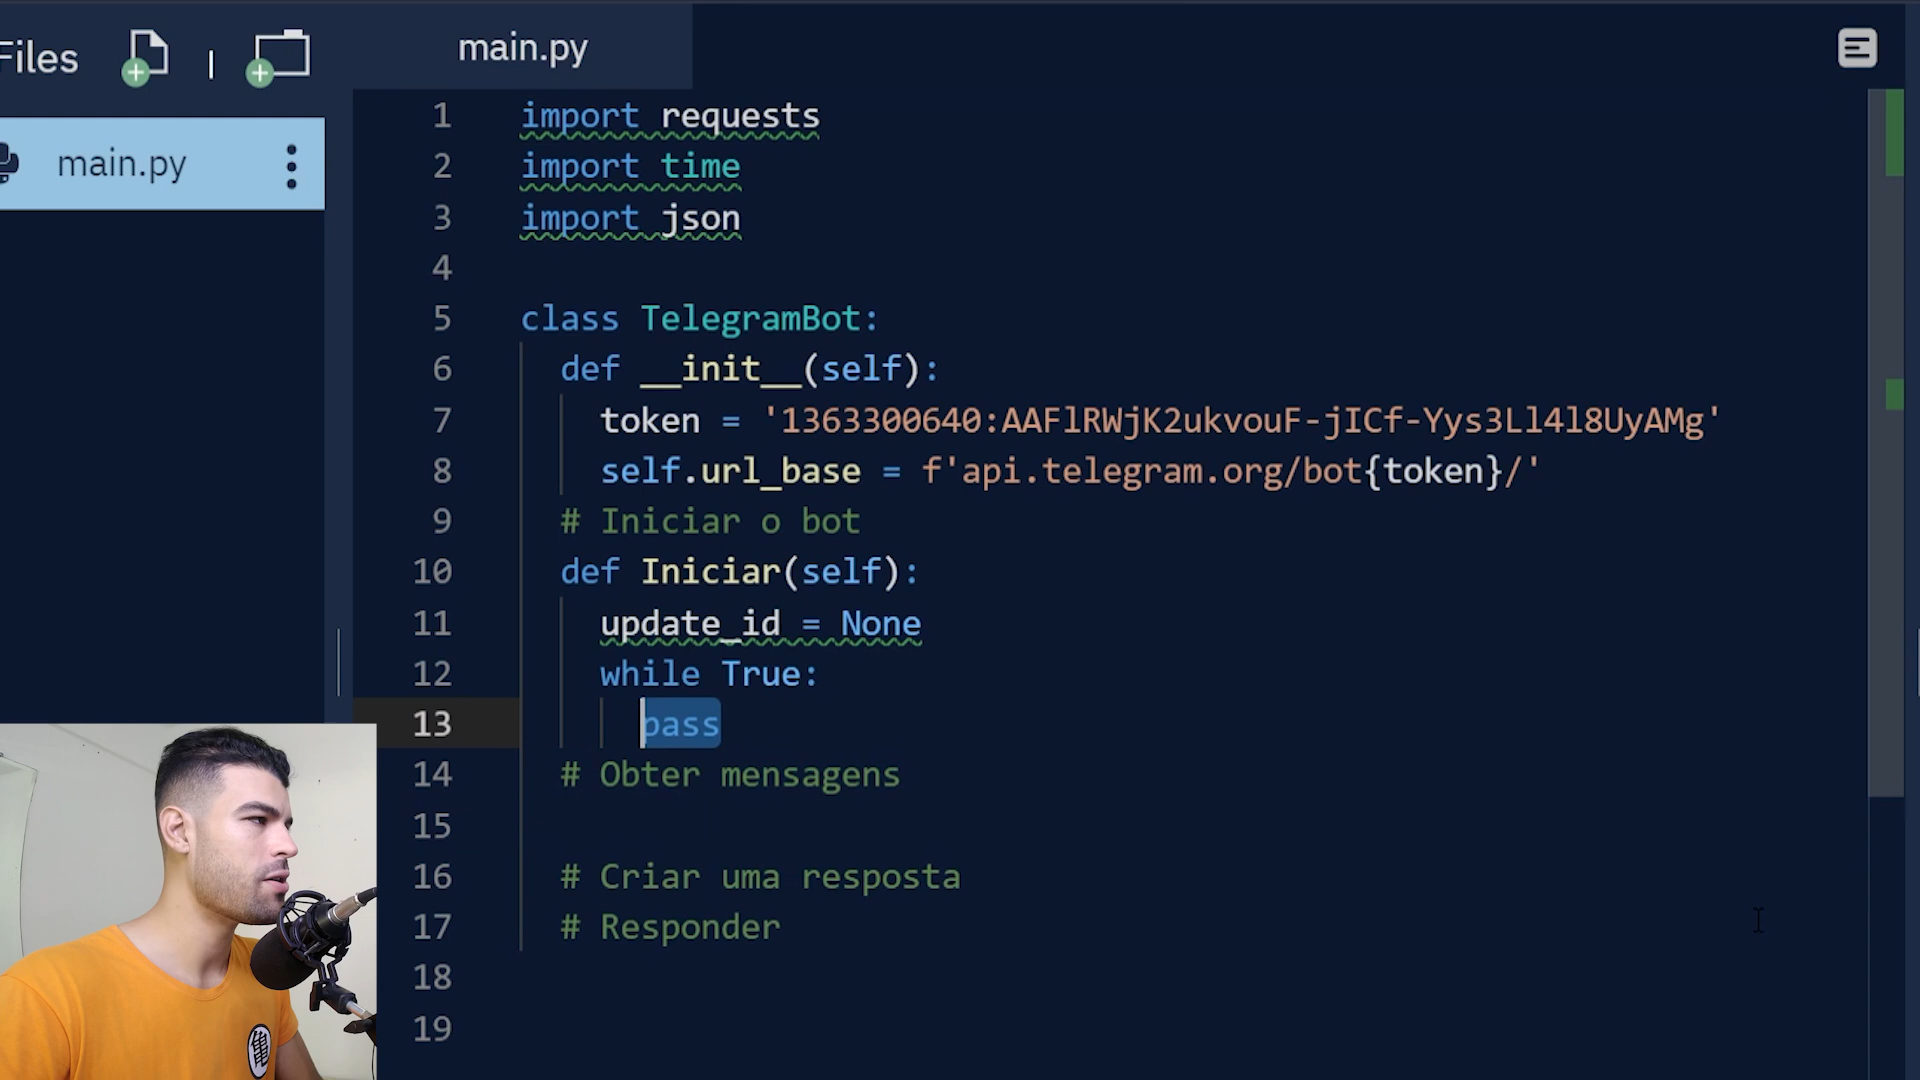 Files
main.py
main.py
1 import requests
2 import time
3 import json
4
5 class TelegramBot:
6 def __init__(self):
7 token = '1363300640:AAFlRWjK2ukvouF-jICf-Yys3Ll4l8UyAMg'
8 self.url_base = f'api.telegram.org/bot{token}/'
9 # Iniciar o bot
10 def Iniciar(self):
11 update_id = None
12 while True:
13 pass
14 # Obter mensagens
15
16 # Criar uma resposta
17 # Responder
18
19
亀